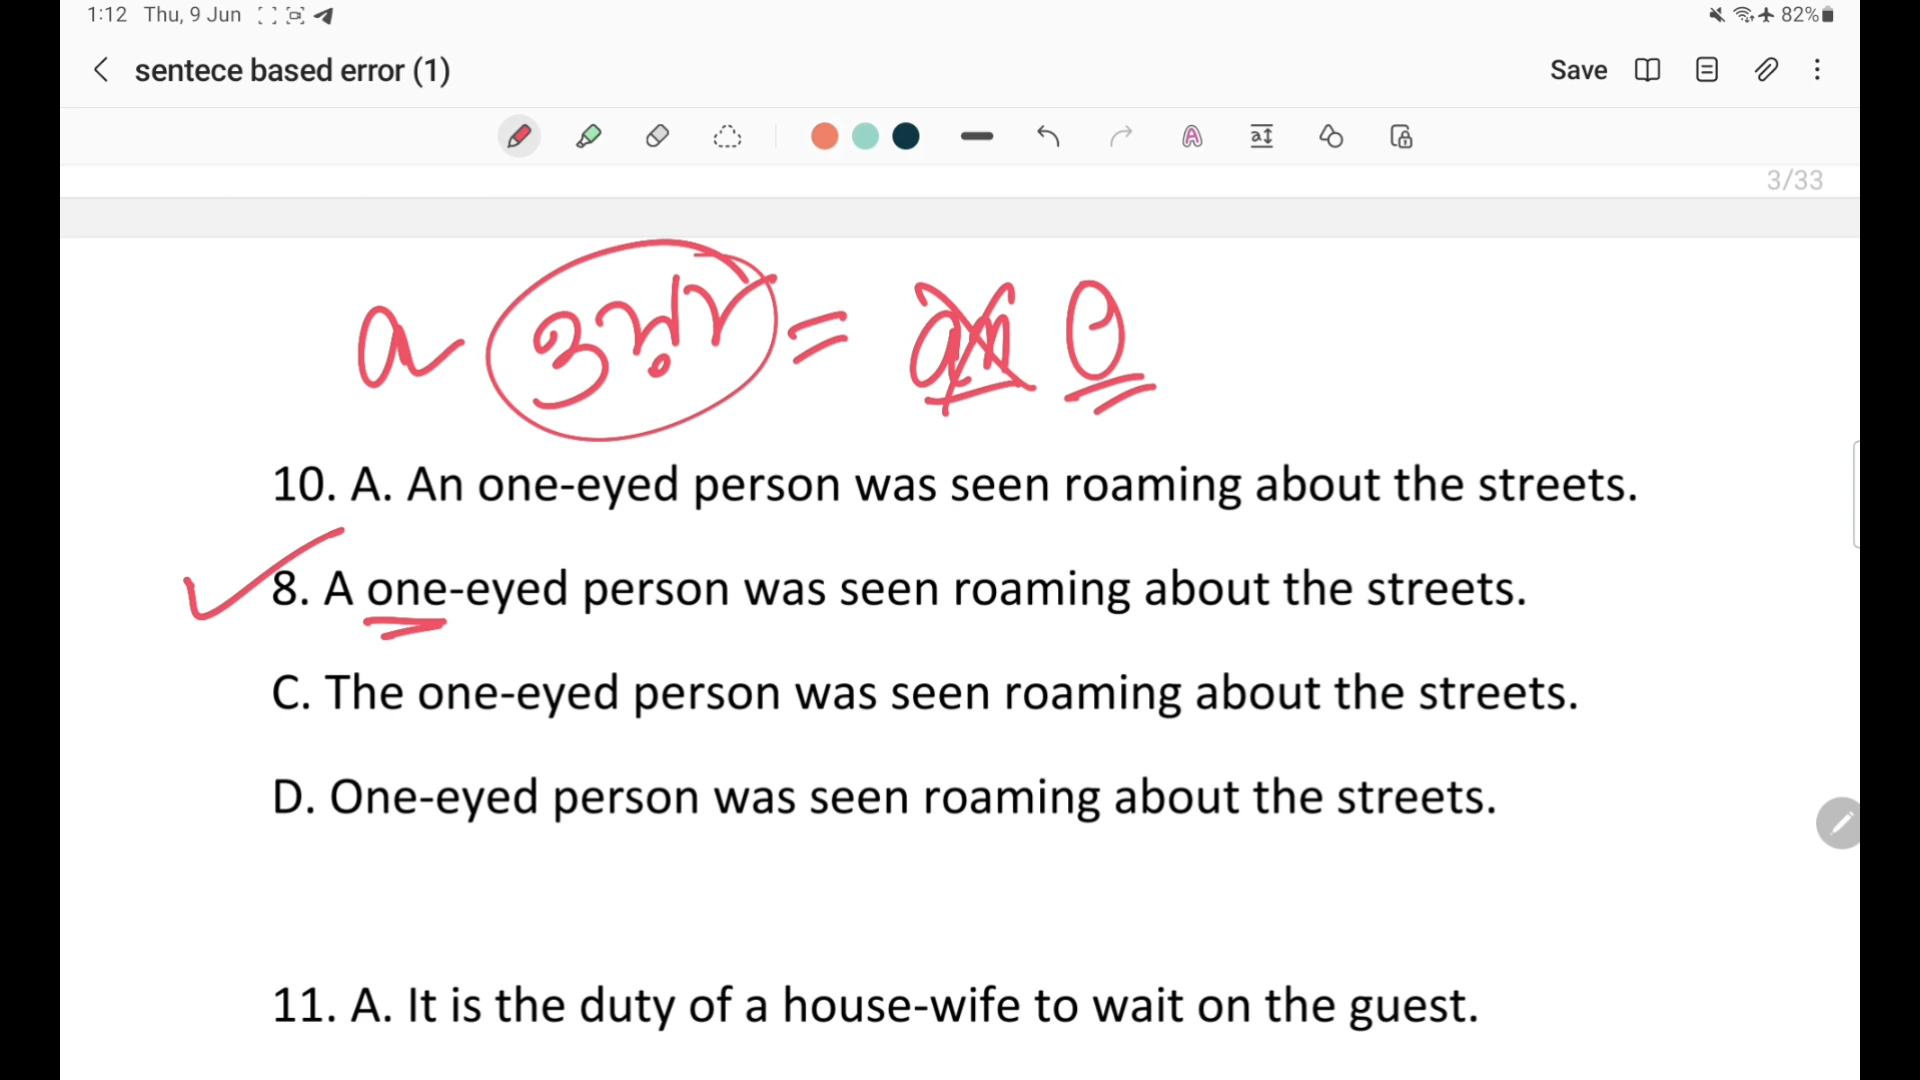 1:12 Thu, 9 Jun 82%
sentece based error (1) Save
3/33
a = an a
10. A. An one-eyed person was seen roaming about the streets.
8. A one-eyed person was seen roaming about the streets.
C. The one-eyed person was seen roaming about the streets.
D. One-eyed person was seen roaming about the streets.
11. A. It is the duty of a house-wife to wait on the guest.